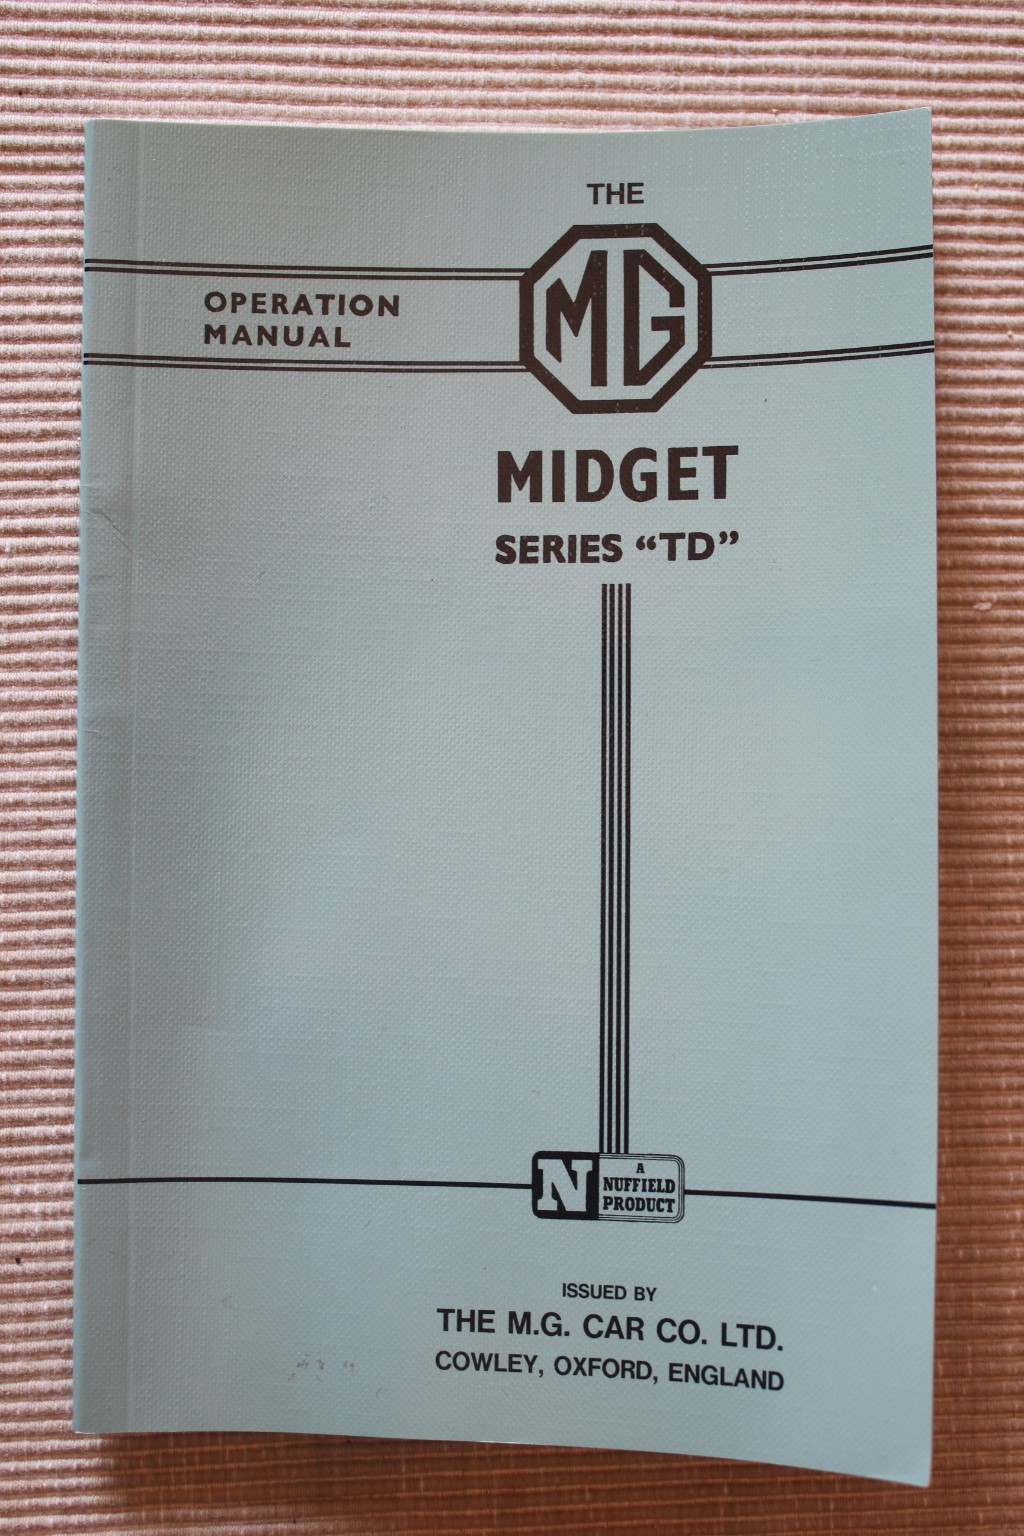 THE
MG
OPERATION
MANUAL
MIDGET
SERIES “TD”
N
A
NUFFIELD
PRODUCT
ISSUED BY
THE M.G. CAR CO. LTD.
COWLEY, OXFORD, ENGLAND